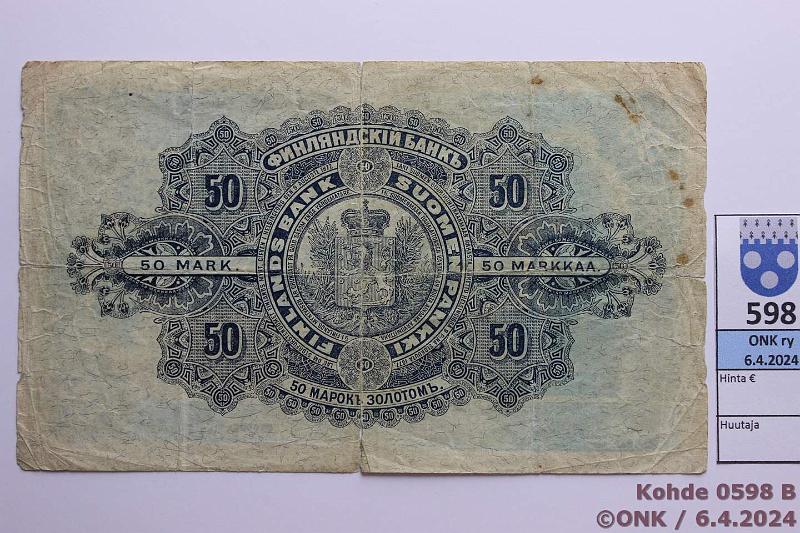 ФИНЛЯНДСКІЙ БАНКЪ
50
50
FINLANDS BANK
SUOMEN PANKKI
50 MARK.
50 MARKKAA.
50
50
50 МАРОКЪ ЗОЛОТОМЪ.
598
ONK ry
6.4.2024
Hinta €
Huutaja
Kohde 0598 B
©ONK / 6.4.2024